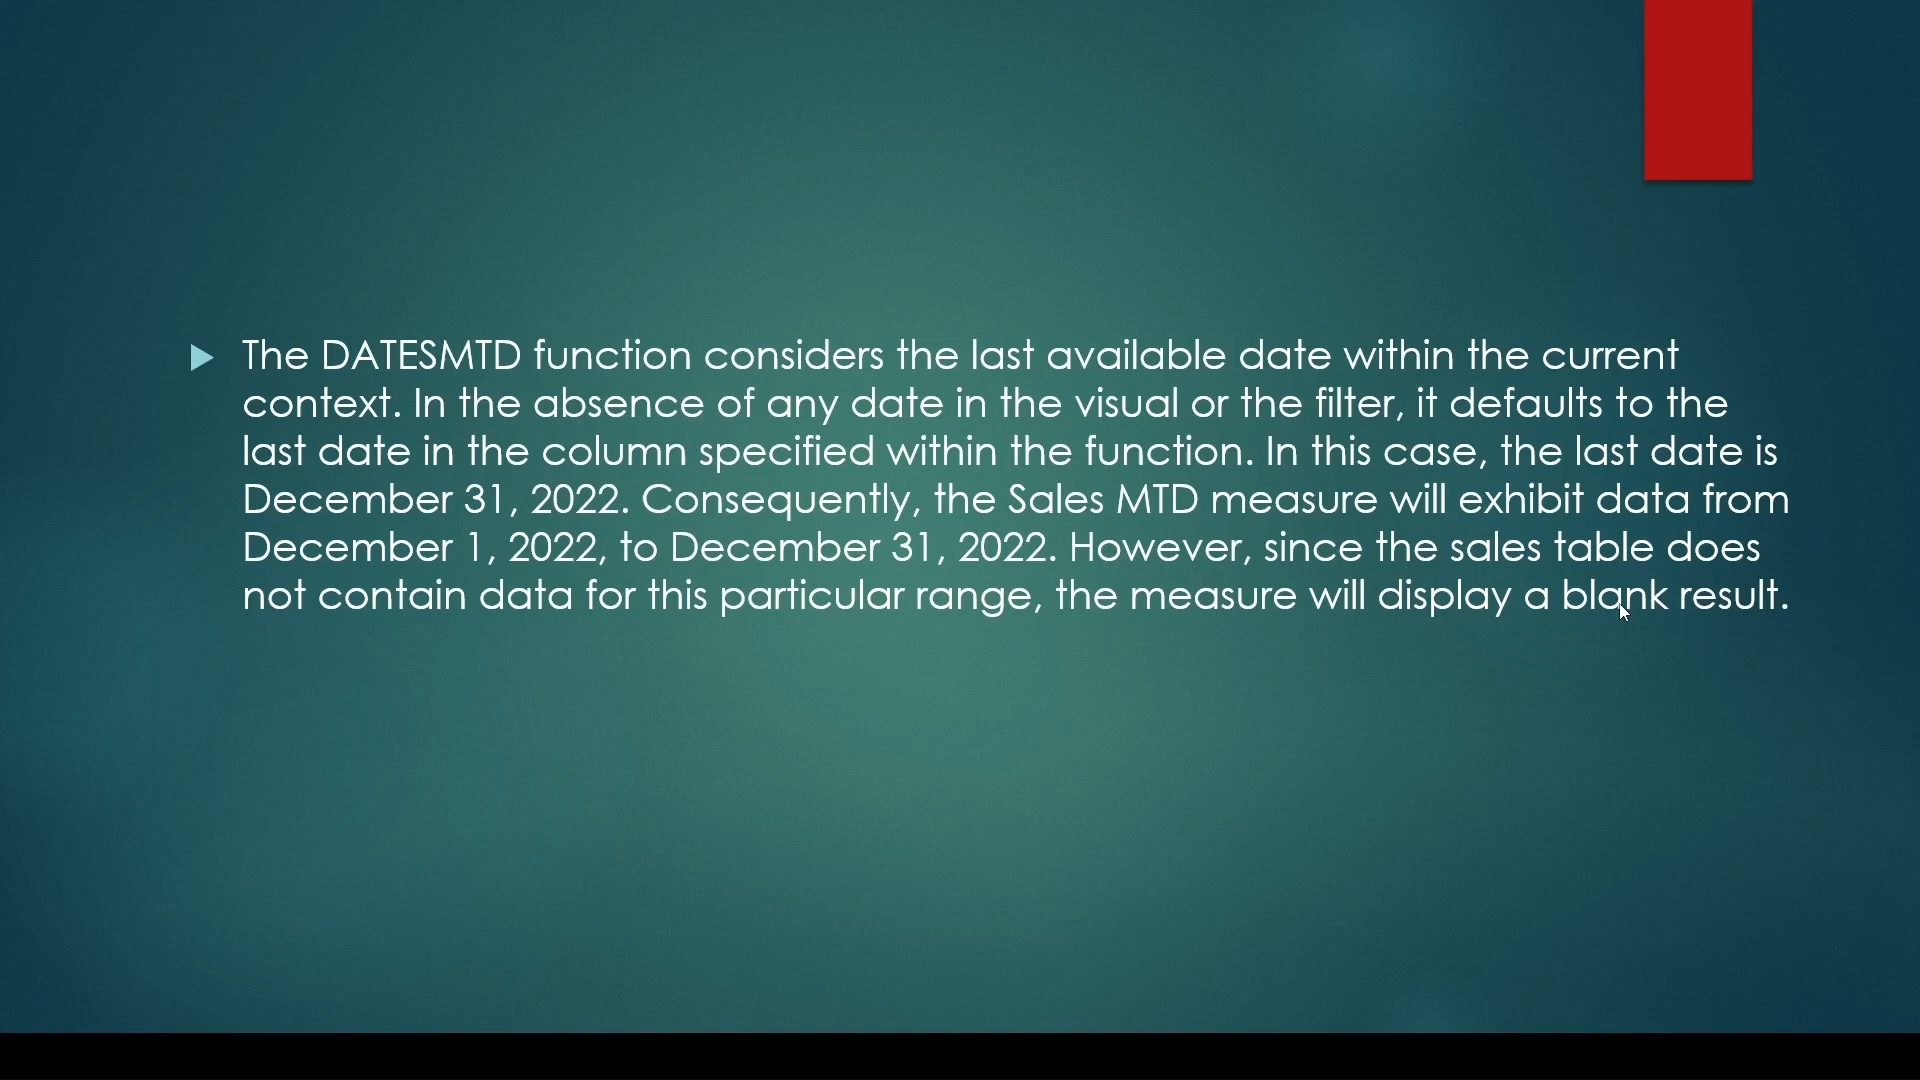 The DATESMTD function considers the last available date within the current
context. In the absence of any date in the visual or the filter, it defaults to the
last date in the column specified within the function. In this case, the last date is
December 31, 2022. Consequently, the Sales MTD measure will exhibit data from
December 1, 2022, to December 31, 2022. However, since the sales table does
not contain data for this particular range, the measure will display a blank result.